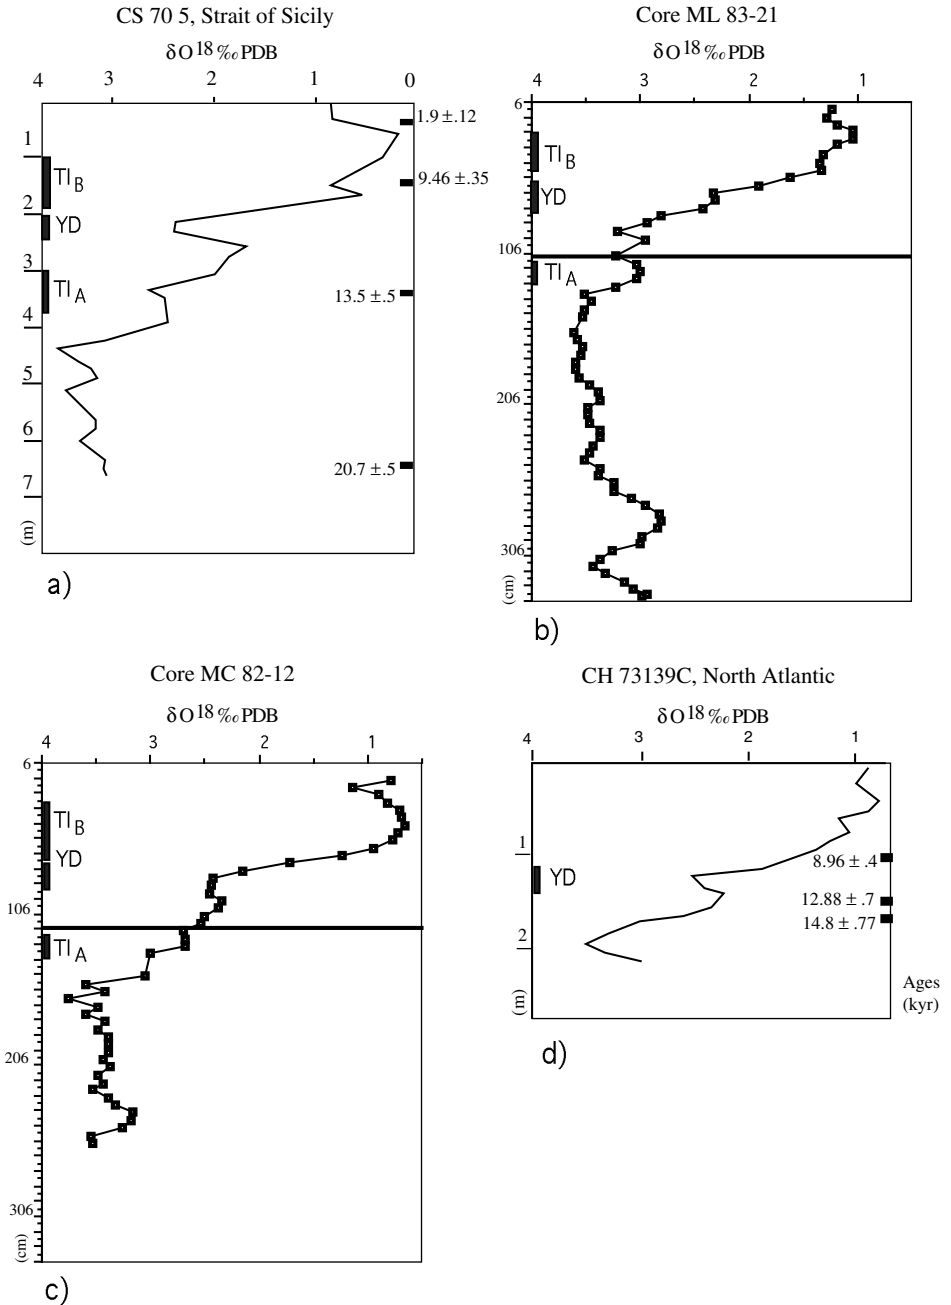 CS 70 5, Strait of Sicily
δO18‰PDB
4 3 2 1 0
1.9 ±.12
1
TIB
9.46 ±.35
2
YD
3
TIA
13.5 ±.5
4
5
6
20.7 ±.5
7
(m)
a)
Core ML 83-21
δO18‰PDB
4 3 2 1
6
TIB
YD
106
TIA
206
306
(cm)
b)
Core MC 82-12
δO18‰PDB
4 3 2 1
6
TIB
YD
106
TIA
206
306
(cm)
c)
CH 73139C, North Atlantic
δO18‰PDB
4 3 2 1
1
8.96 ±.4
YD
12.88 ±.7
14.8 ±.77
2
(m)
Ages
(kyr)
d)